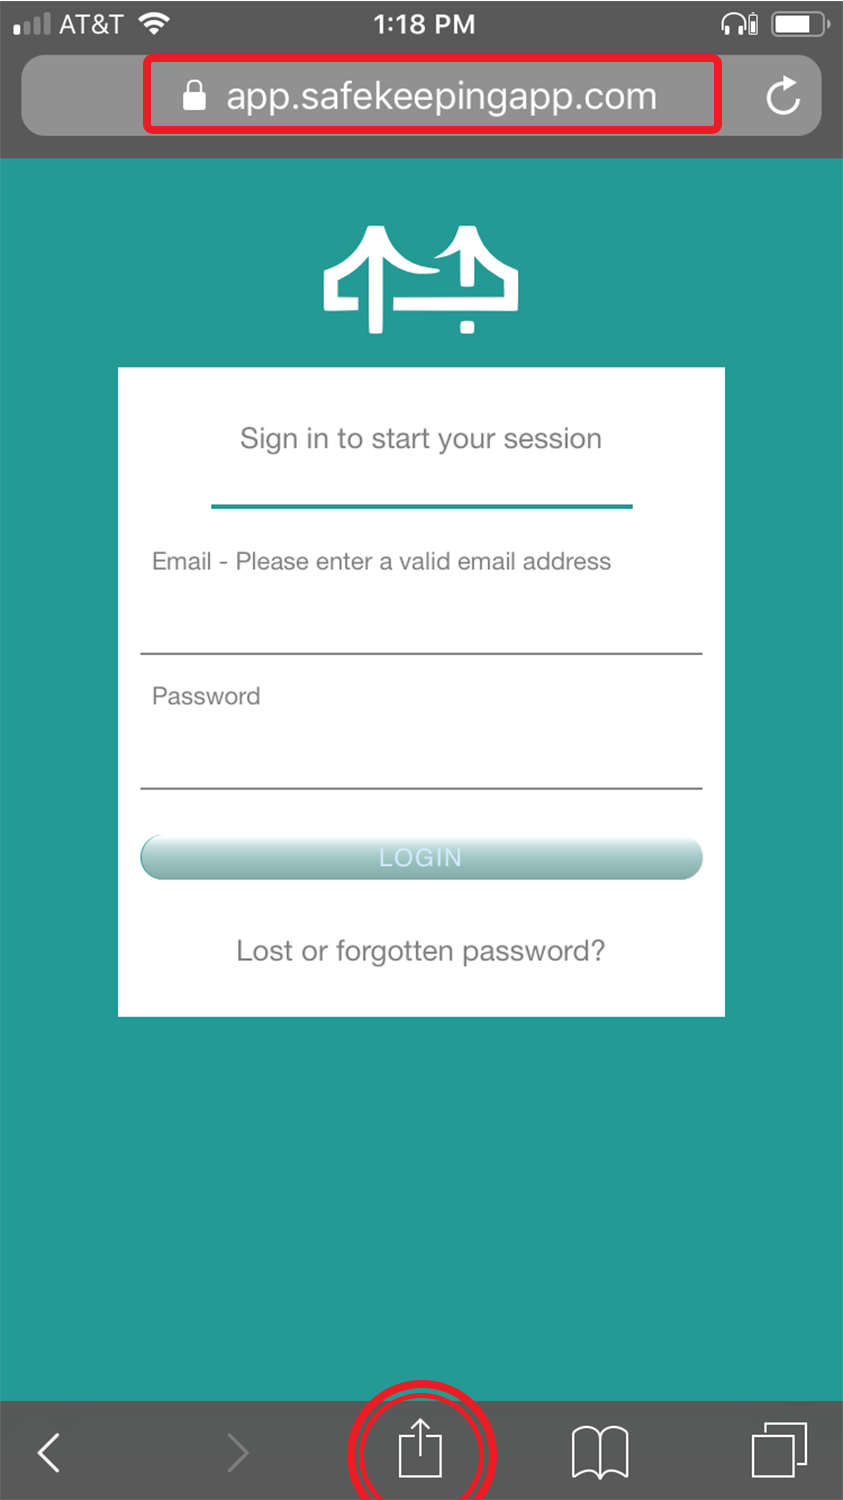 AT&T 1:18 PM
app.safekeepingapp.com
Sign in to start your session
Email - Please enter a valid email address
Password
LOGIN
Lost or forgotten password?